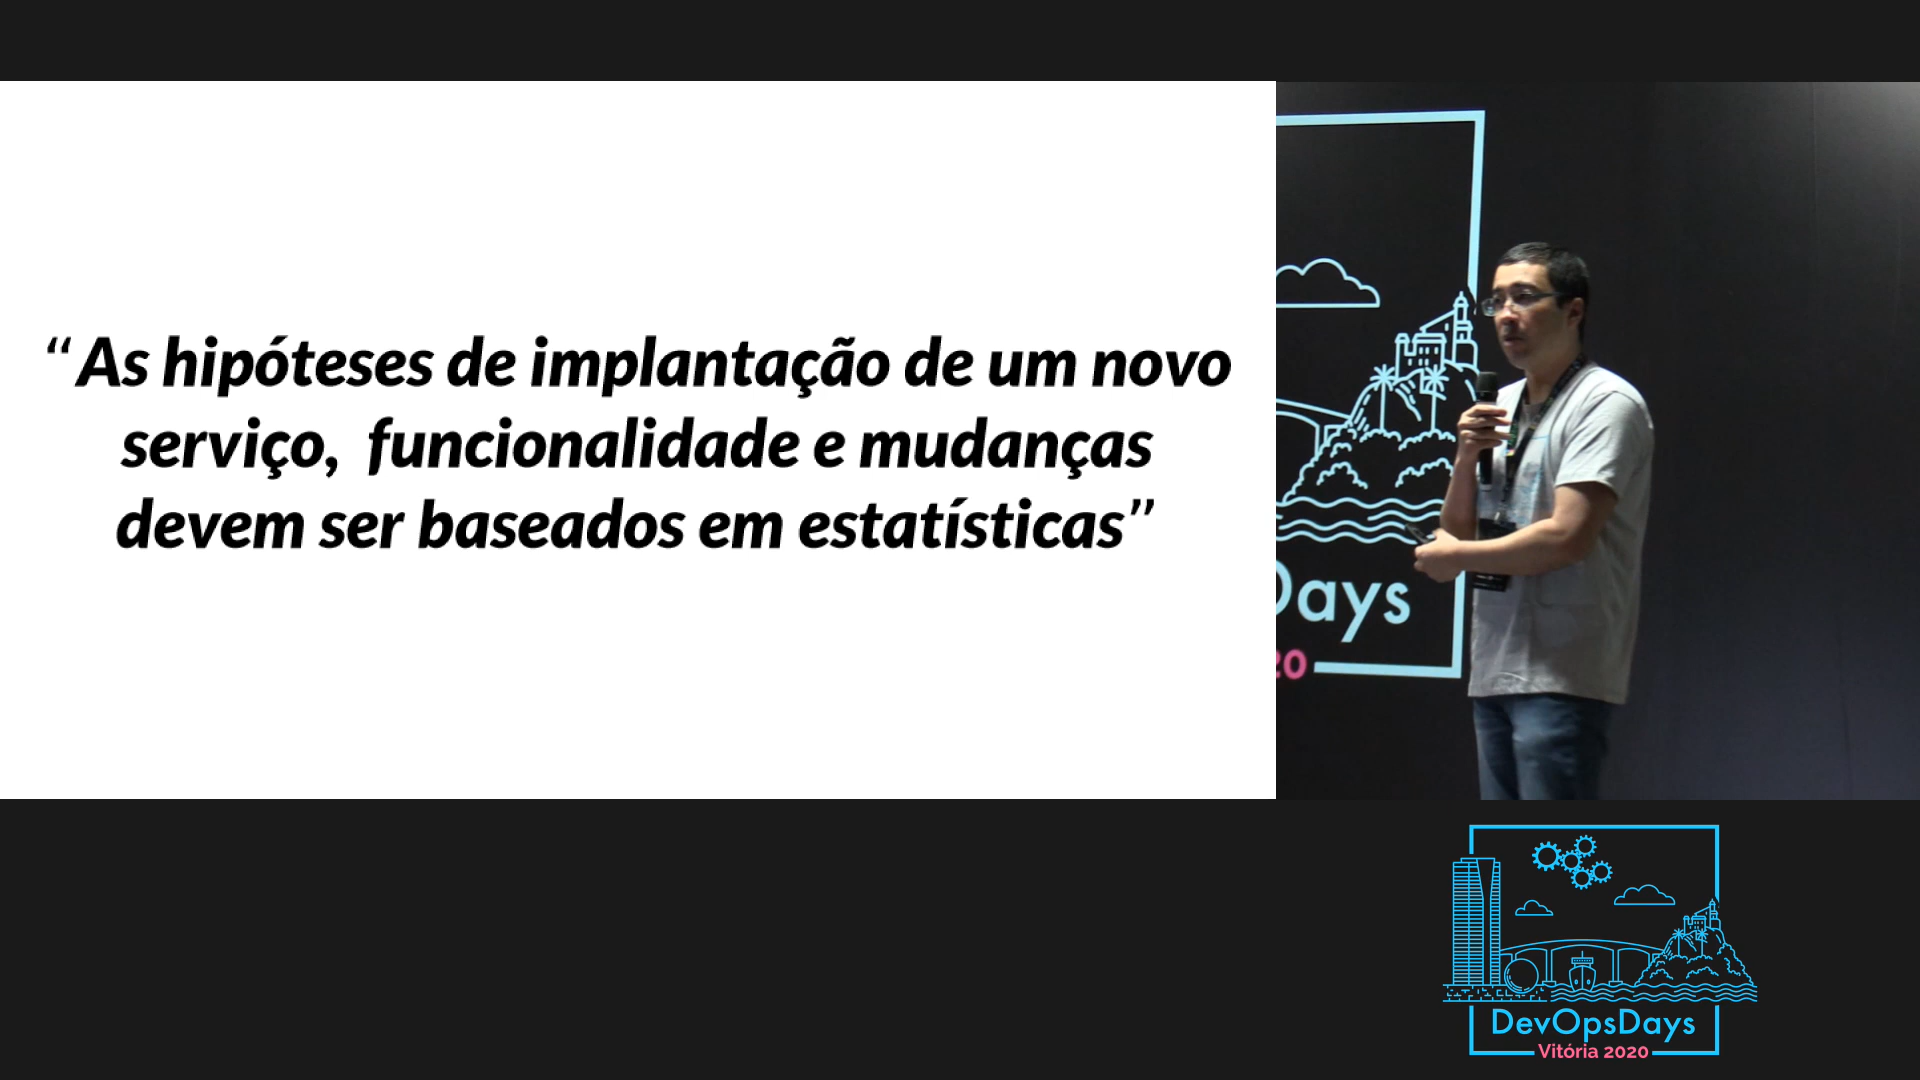 “As hipóteses de implantação de um novo
serviço,  funcionalidade e mudanças
devem ser baseados em estatísticas”
Days
20
DevOpsDays
Vitória 2020